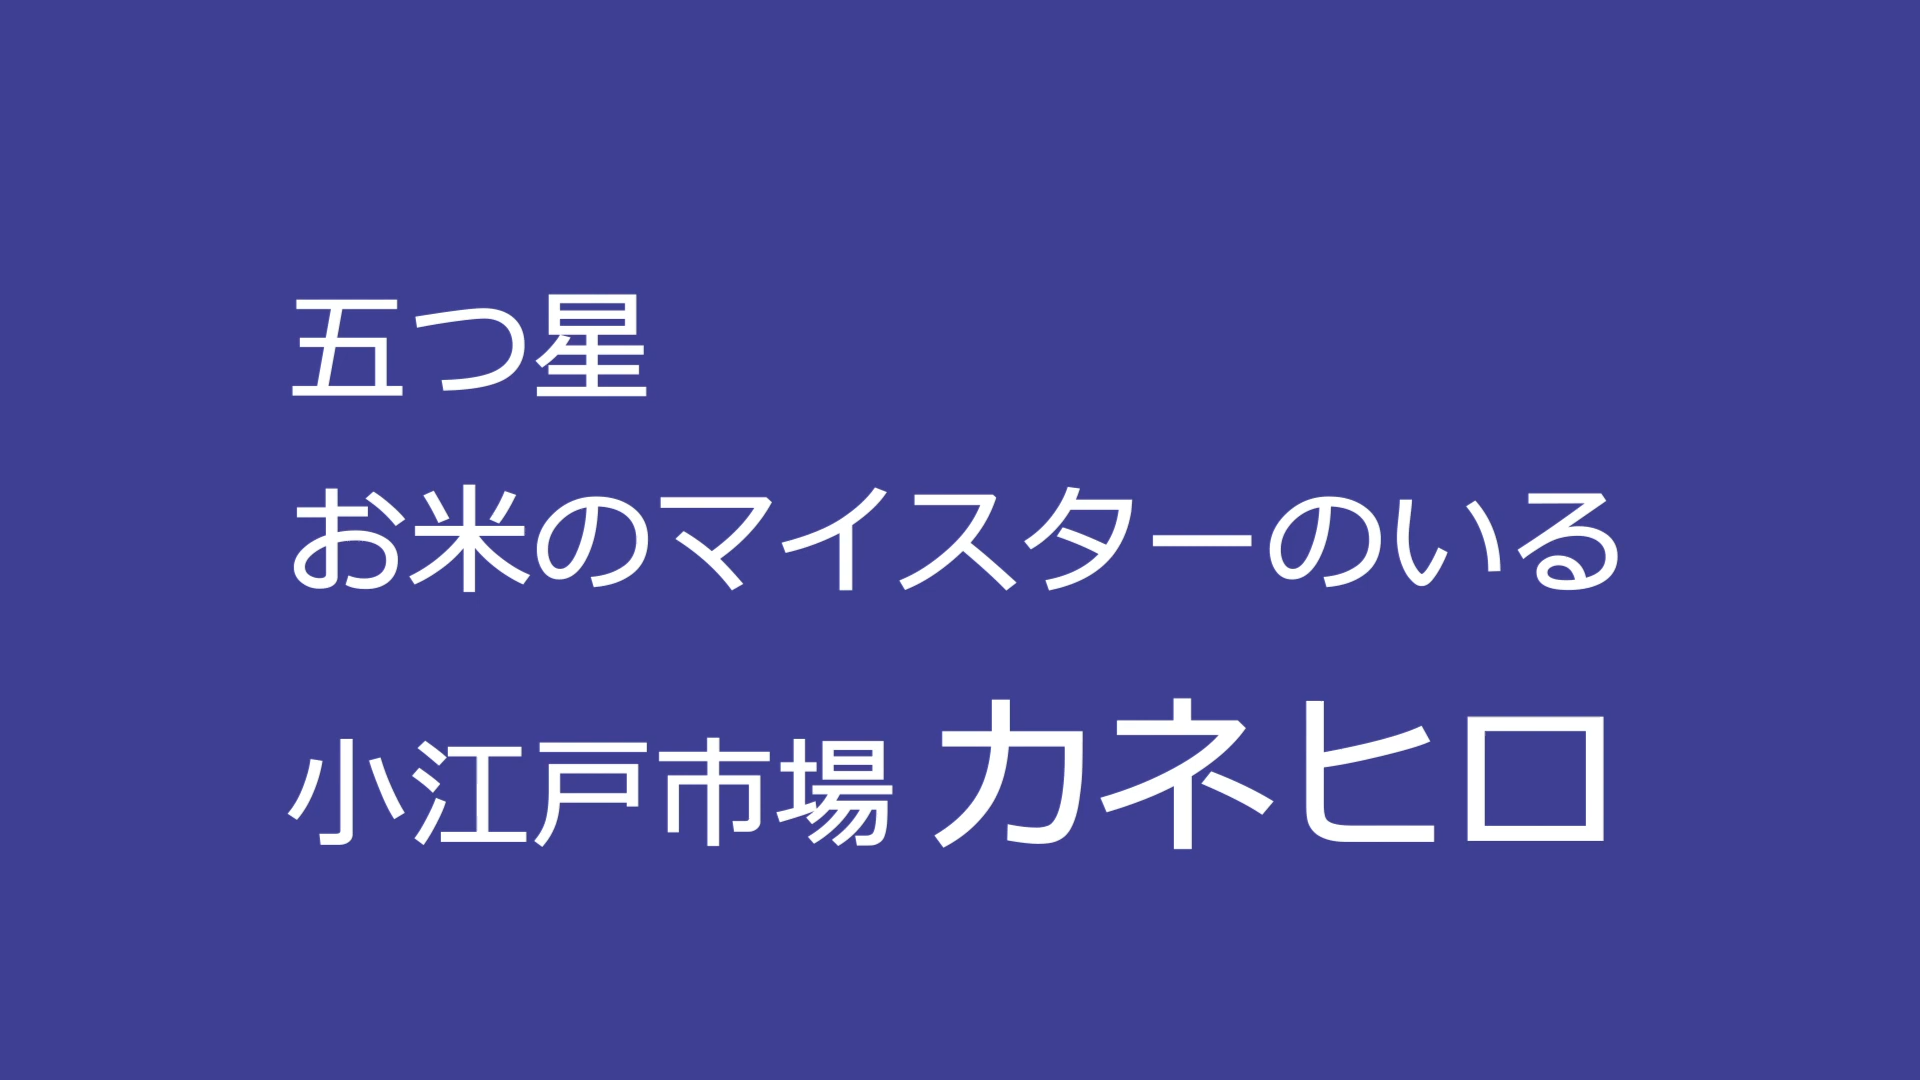 五つ星
お米のマイスターのいる
小江戸市場 カネヒロ